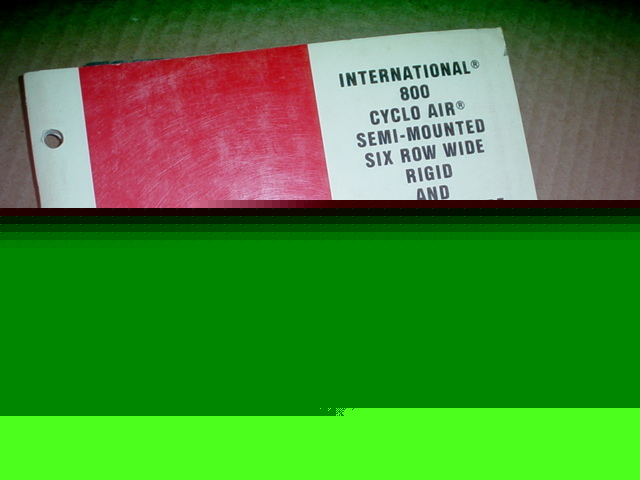 INTERNATIONAL®
800
CYCLO AIR®
SEMI-MOUNTED
SIX ROW WIDE
RIGID
AND